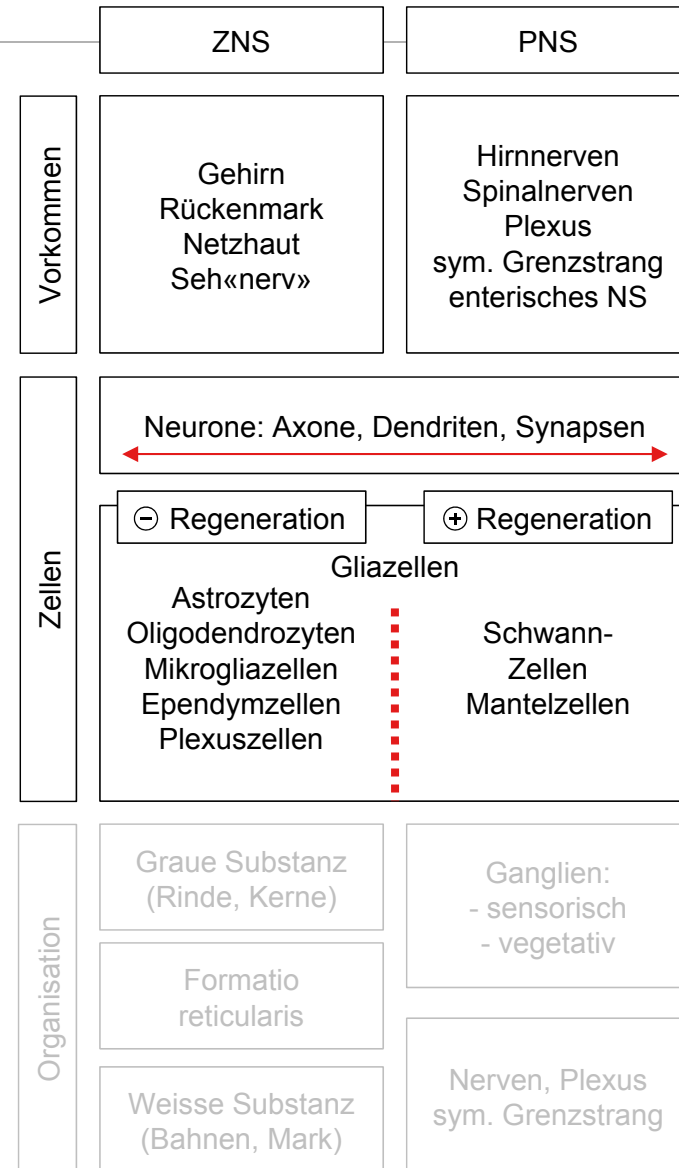 ZNS
PNS
Vorkommen
Gehirn
Rückenmark
Netzhaut
Seh«nerv»
Hirnnerven
Spinalnerven
Plexus
sym. Grenzstrang
enterisches NS
Zellen
Neurone: Axone, Dendriten, Synapsen
⊖ Regeneration
⊕ Regeneration
Gliazellen
Astrozyten
Oligodendrozyten
Mikrogliazellen
Ependymzellen
Plexuszellen
Schwann-
Zellen
Mantelzellen
Organisation
Graue Substanz
(Rinde, Kerne)
Formatio
reticularis
Weisse Substanz
(Bahnen, Mark)
Ganglien:
- sensorisch
- vegetativ
Nerven, Plexus
sym. Grenzstrang